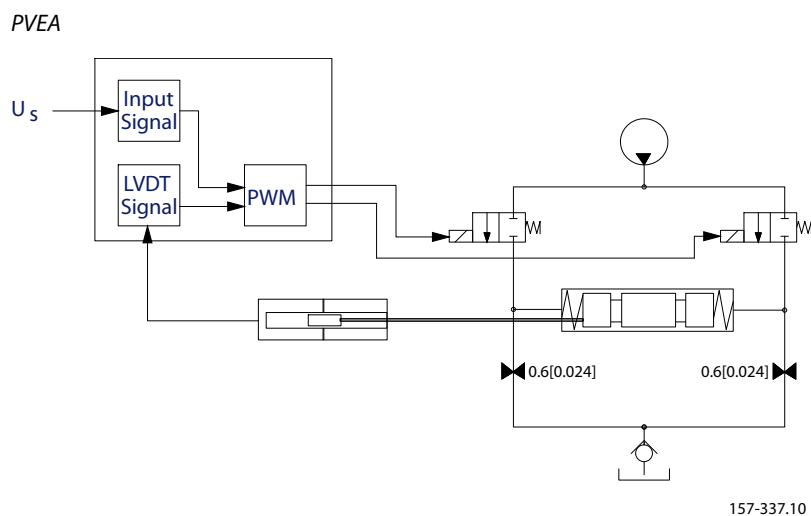 PVEA
U s
Input
Signal
LVDT
Signal
PWM
0.6[0.024]
0.6[0.024]
157-337.10